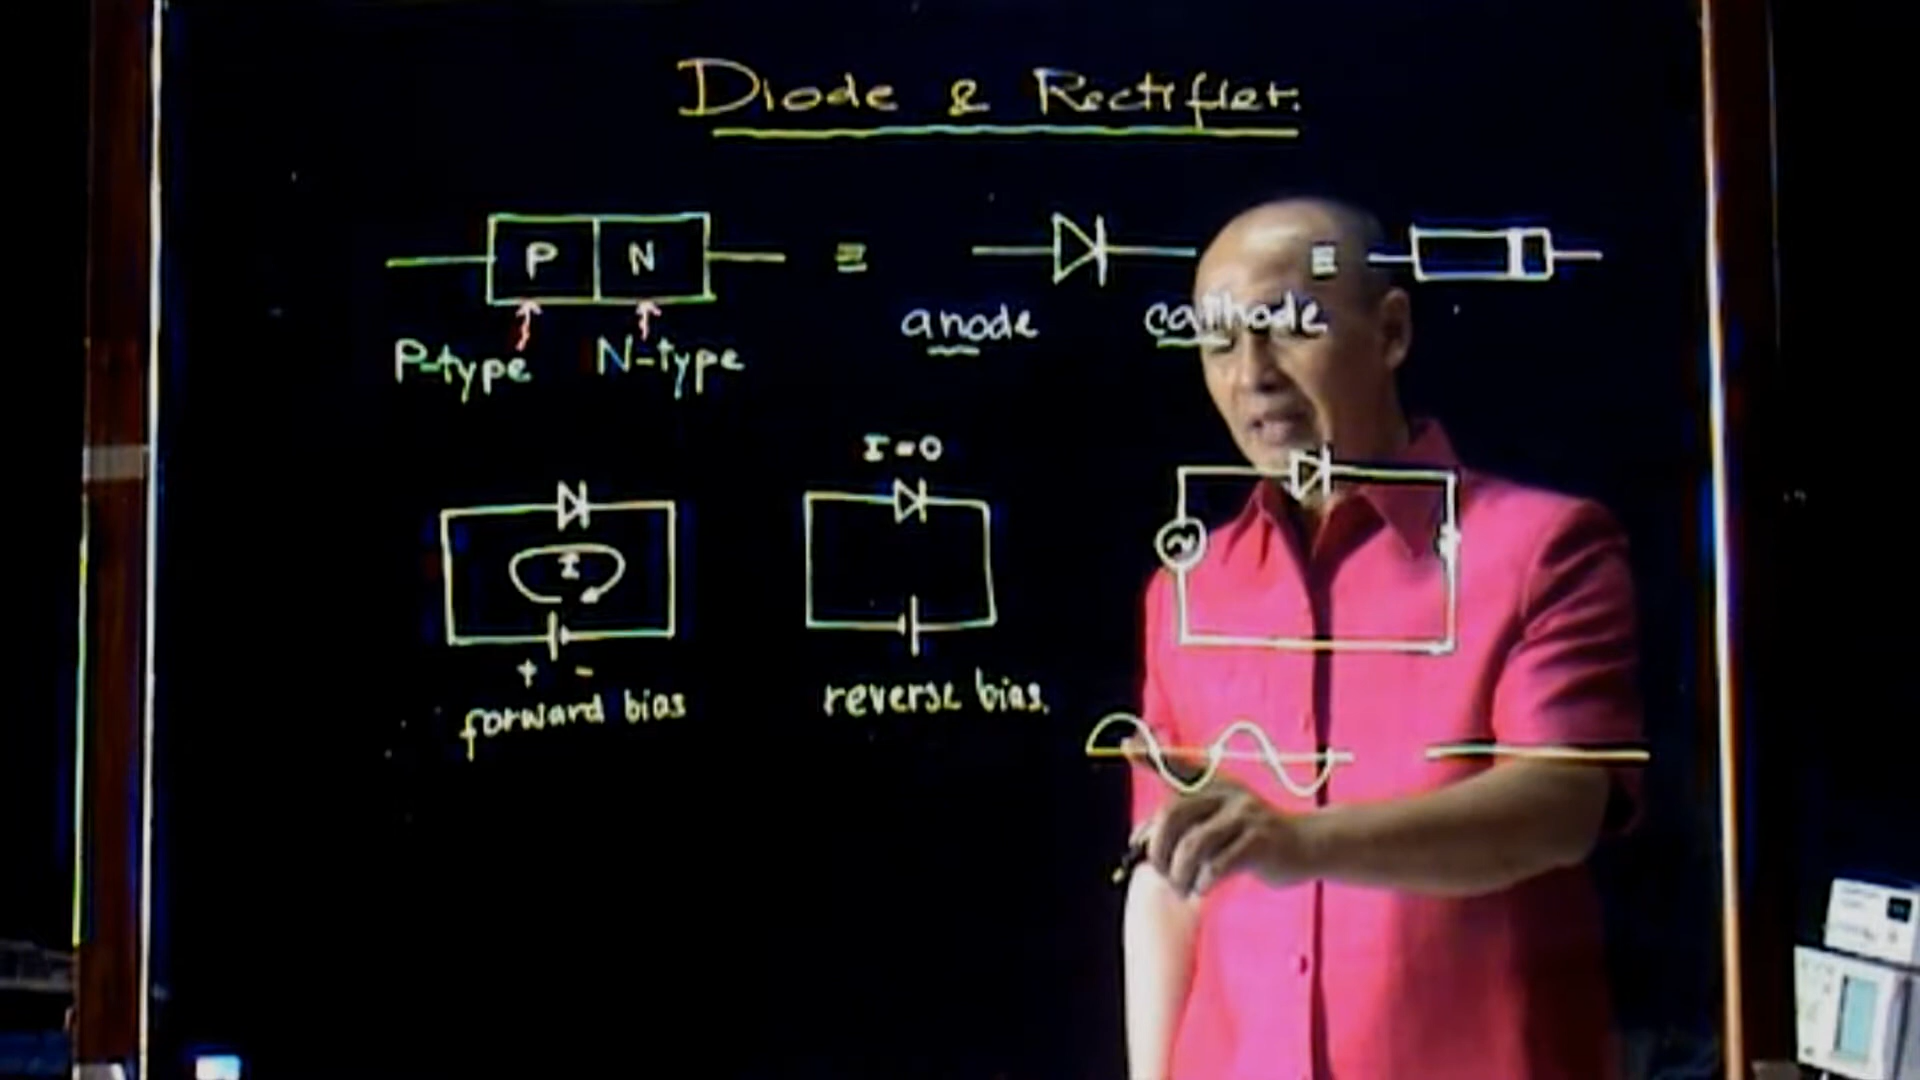 Diode & Rectifier.
P N ≡ ≡
anode cathode
P-type N-type
I=0
I
~
+ -
forward bias reverse bias.